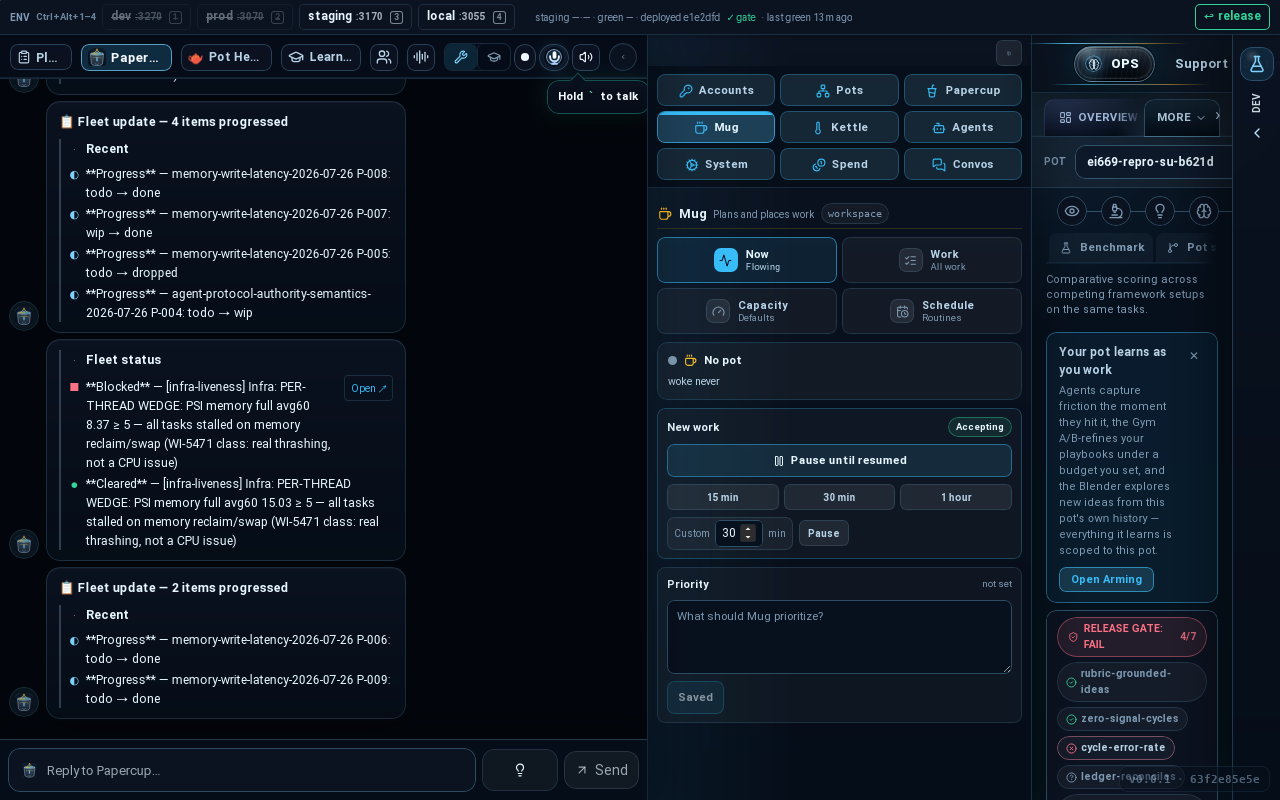 ENV Ctrl+Alt+1–4 dev :3270 1 prod :3070 2 staging :3170 3 local :3055 4 staging — – · green – · deployed e1e2dfd ✓ gate · last green 13m ago ↩ release
Pl… Paper… Pot He… Learn…
Hold ` to talk
📋 Fleet update — 4 items progressed
Recent
**Progress** — memory-write-latency-2026-07-26 P-008:
todo → done
**Progress** — memory-write-latency-2026-07-26 P-007:
wip → done
**Progress** — memory-write-latency-2026-07-26 P-005:
todo → dropped
**Progress** — agent-protocol-authority-semantics-
2026-07-26 P-004: todo → wip
Fleet status
**Blocked** — [infra-liveness] Infra: PER-
THREAD WEDGE: PSI memory full avg60
8.37 ≥ 5 — all tasks stalled on memory
reclaim/swap (WI-5471 class: real thrashing,
not a CPU issue)
Open ↗
**Cleared** — [infra-liveness] Infra: PER-THREAD
WEDGE: PSI memory full avg60 15.03 ≥ 5 — all tasks
stalled on memory reclaim/swap (WI-5471 class: real
thrashing, not a CPU issue)
📋 Fleet update — 2 items progressed
Recent
**Progress** — memory-write-latency-2026-07-26 P-006:
todo → done
**Progress** — memory-write-latency-2026-07-26 P-009:
todo → done
Reply to Papercup…
Send
Accounts Pots Papercup
Mug Kettle Agents
System Spend Convos
Mug Plans and places work workspace
Now
Flowing
Work
All work
Capacity
Defaults
Schedule
Routines
No pot
woke never
New work Accepting
Pause until resumed
15 min 30 min 1 hour
Custom 30 min Pause
Priority not set
What should Mug prioritize?
Saved
OPS Support
OVERVIEW MORE
POT ei669-repro-su-b621d
Benchmark Pot s
Comparative scoring across
competing framework setups
on the same tasks.
Your pot learns as
you work
Agents capture
friction the moment
they hit it, the Gym
A/B-refines your
playbooks under a
budget you set, and
the Blender explores
new ideas from this
pot's own history —
everything it learns is
scoped to this pot.
Open Arming
RELEASE GATE:
FAIL
4/7
rubric-grounded-
ideas
zero-signal-cycles
cycle-error-rate
ledger-reconciles
v0.0.1 · 63f2e85e5e
DEV